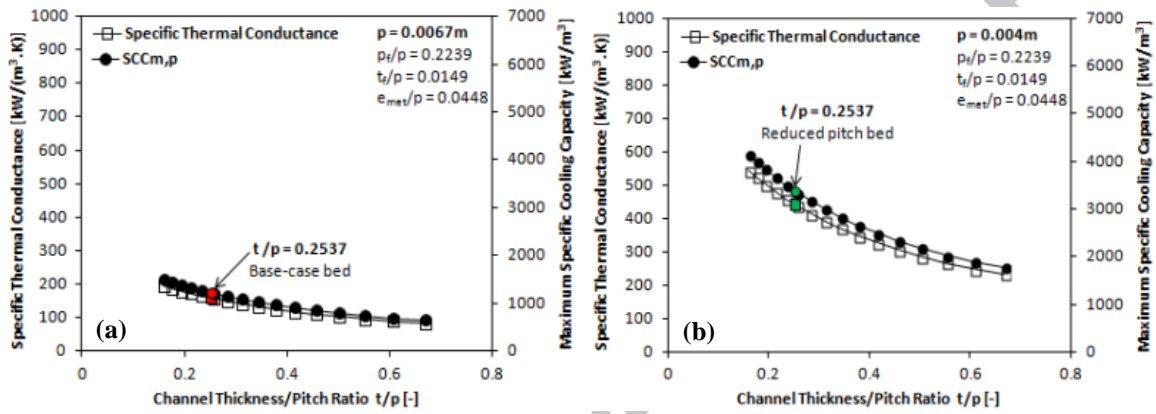 1000
900
800
700
600
500
400
300
200
100
0
Specific Thermal Conductance [kW/(m³.K)]
Specific Thermal Conductance
SCCm,p
p = 0.0067m
p_f/p = 0.2239
t_f/p = 0.0149
e_met/p = 0.0448
t/p = 0.2537
Base-case bed
(a)
7000
6000
5000
4000
3000
2000
1000
0
Maximum Specific Cooling Capacity [kW/m³]
0 0.2 0.4 0.6 0.8
Channel Thickness/Pitch Ratio t/p [-]
1000
900
800
700
600
500
400
300
200
100
0
Specific Thermal Conductance [kW/(m³.K)]
Specific Thermal Conductance
SCCm,p
p = 0.004m
p_f/p = 0.2239
t_f/p = 0.0149
e_met/p = 0.0448
t/p = 0.2537
Reduced pitch bed
(b)
7000
6000
5000
4000
3000
2000
1000
0
Maximum Specific Cooling Capacity [kW/m³]
0 0.2 0.4 0.6 0.8
Channel Thickness/Pitch Ratio t/p [-]